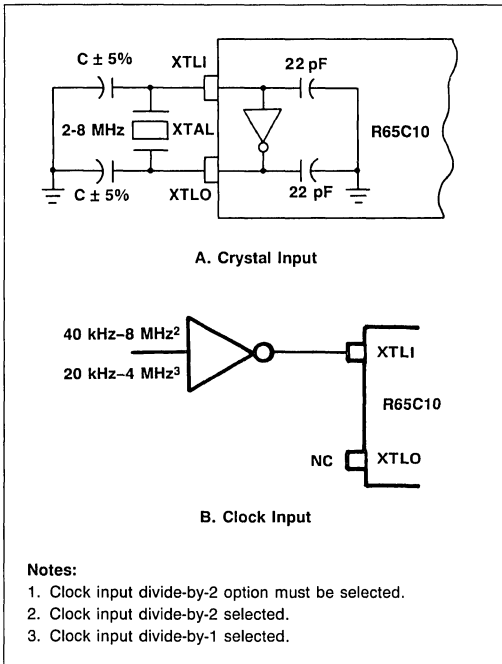 C ± 5%
XTLI
22 pF
2-8 MHz
XTAL
R65C10
C ± 5%
XTLO
22 pF
A. Crystal Input
40 kHz–8 MHz²
20 kHz–4 MHz³
XTLI
R65C10
NC
XTLO
B. Clock Input
Notes:
1. Clock input divide-by-2 option must be selected.
2. Clock input divide-by-2 selected.
3. Clock input divide-by-1 selected.